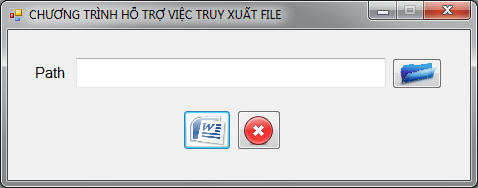 CHƯƠNG TRÌNH HỖ TRỢ VIỆC TRUY XUẤT FILE
Path
W